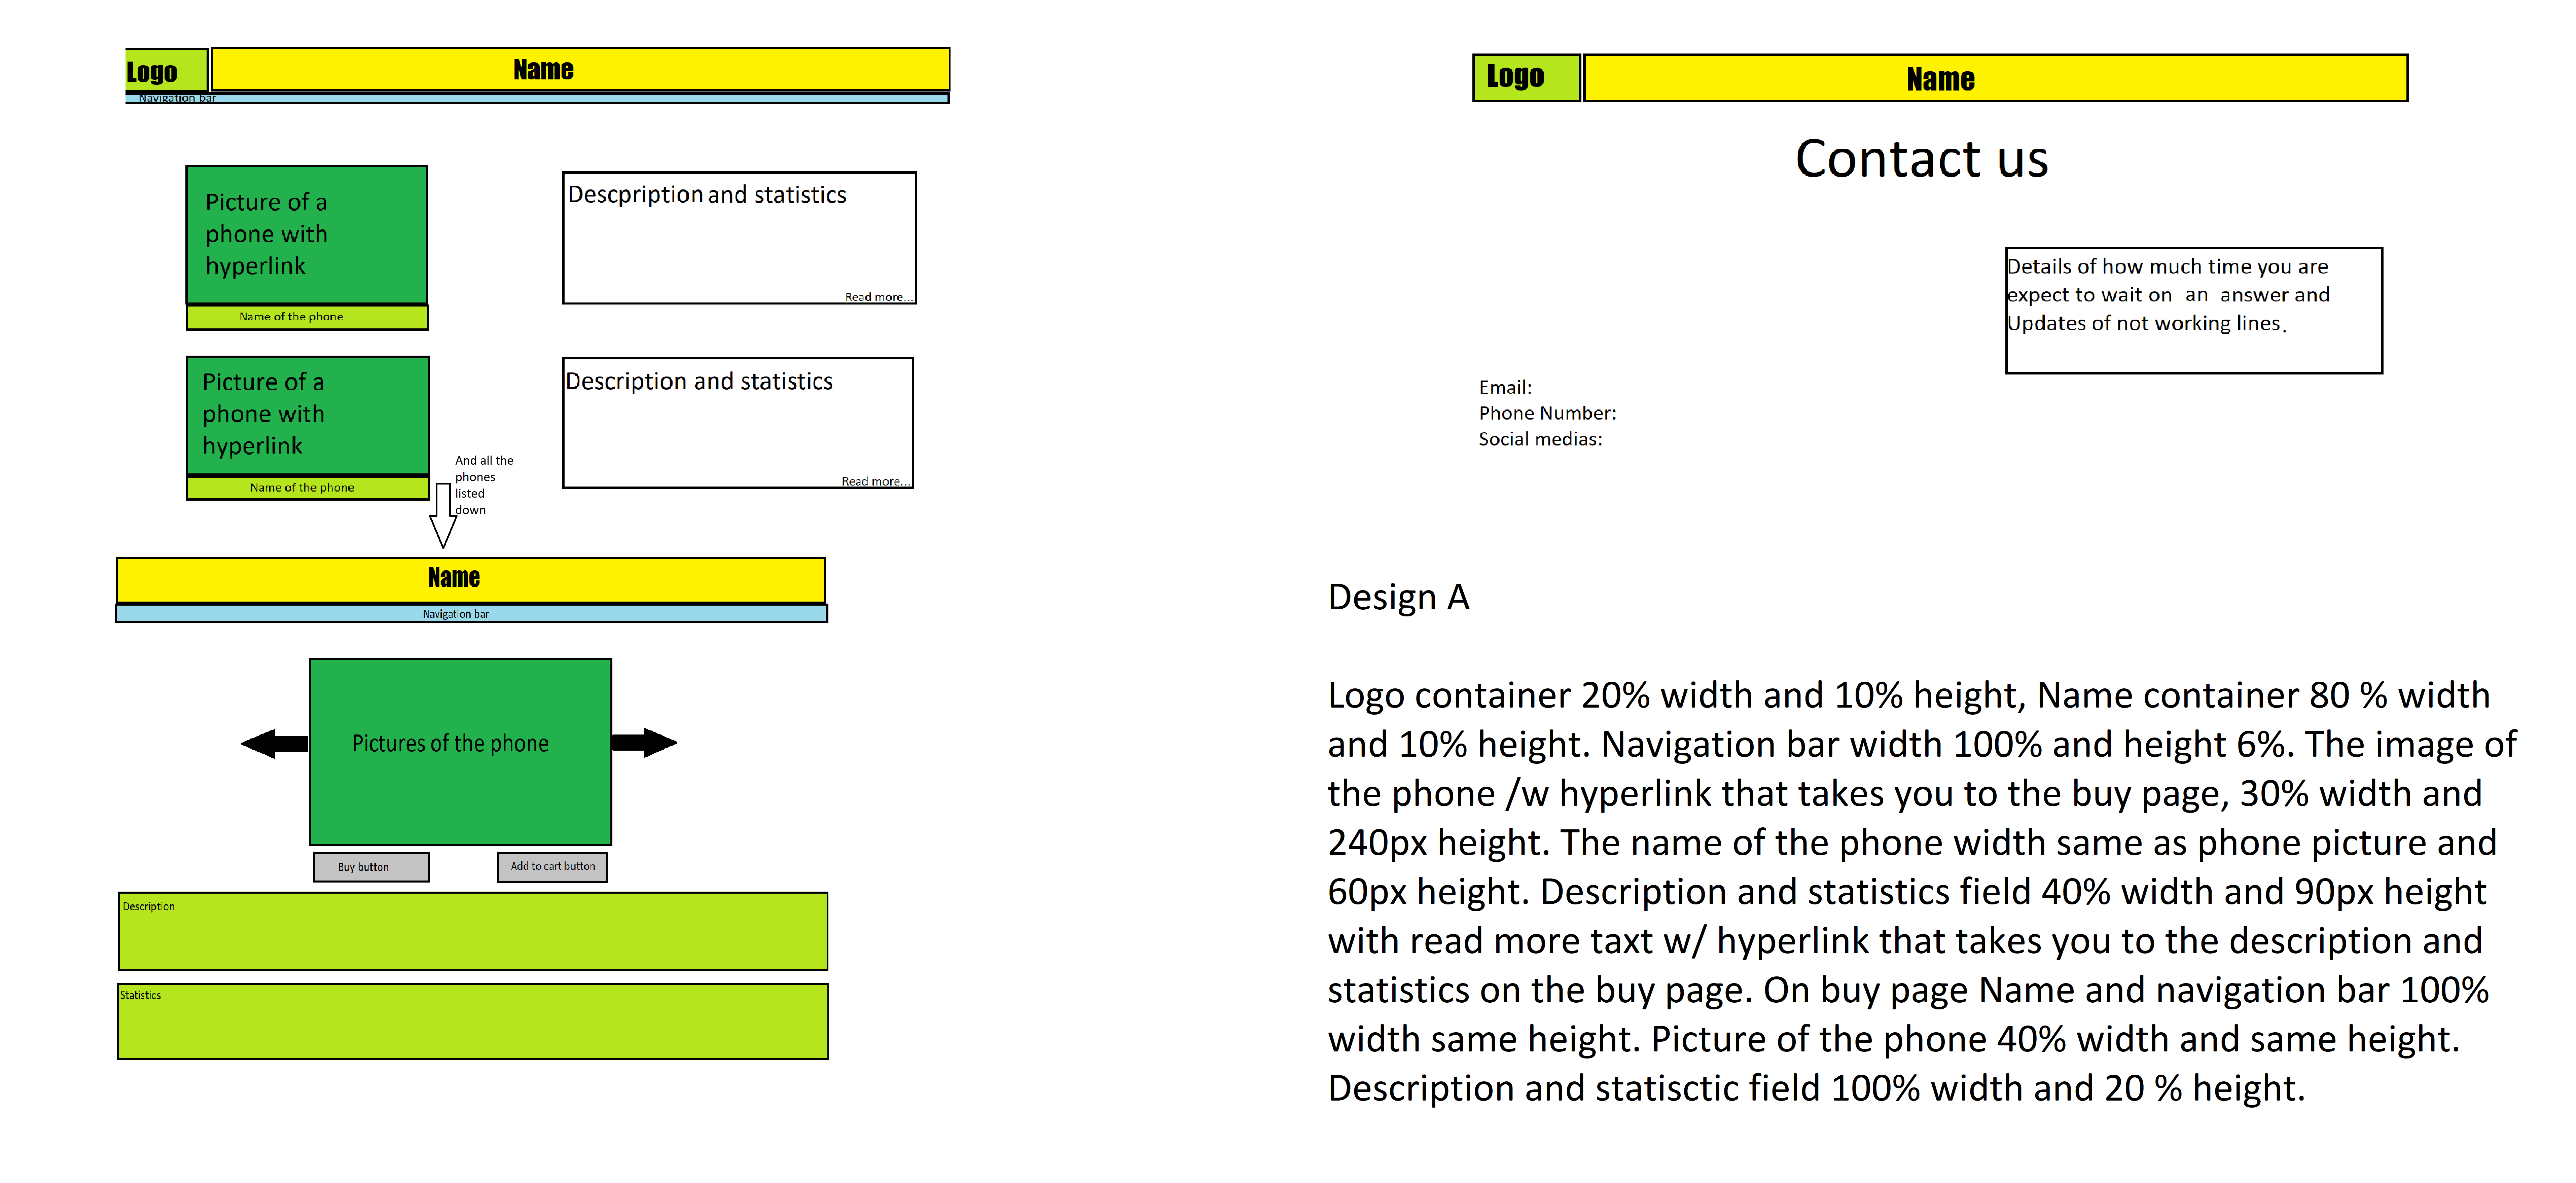 Logo
Name
Navigation bar
Picture of a
phone with
hyperlink
Name of the phone
Descpription and statistics
Read more...
Picture of a
phone with
hyperlink
Name of the phone
Description and statistics
Read more...
And all the
phones
listed
down
Name
Navigation bar
Pictures of the phone
Buy button
Add to cart button
Description
Statistics
Logo
Name
Contact us
Details of how much time you are
expect to wait on an answer and
Updates of not working lines.
Email:
Phone Number:
Social medias:
Design A
Logo container 20% width and 10% height, Name container 80 % width
and 10% height. Navigation bar width 100% and height 6%. The image of
the phone /w hyperlink that takes you to the buy page, 30% width and
240px height. The name of the phone width same as phone picture and
60px height. Description and statistics field 40% width and 90px height
with read more taxt w/ hyperlink that takes you to the description and
statistics on the buy page. On buy page Name and navigation bar 100%
width same height. Picture of the phone 40% width and same height.
Description and statisctic field 100% width and 20 % height.